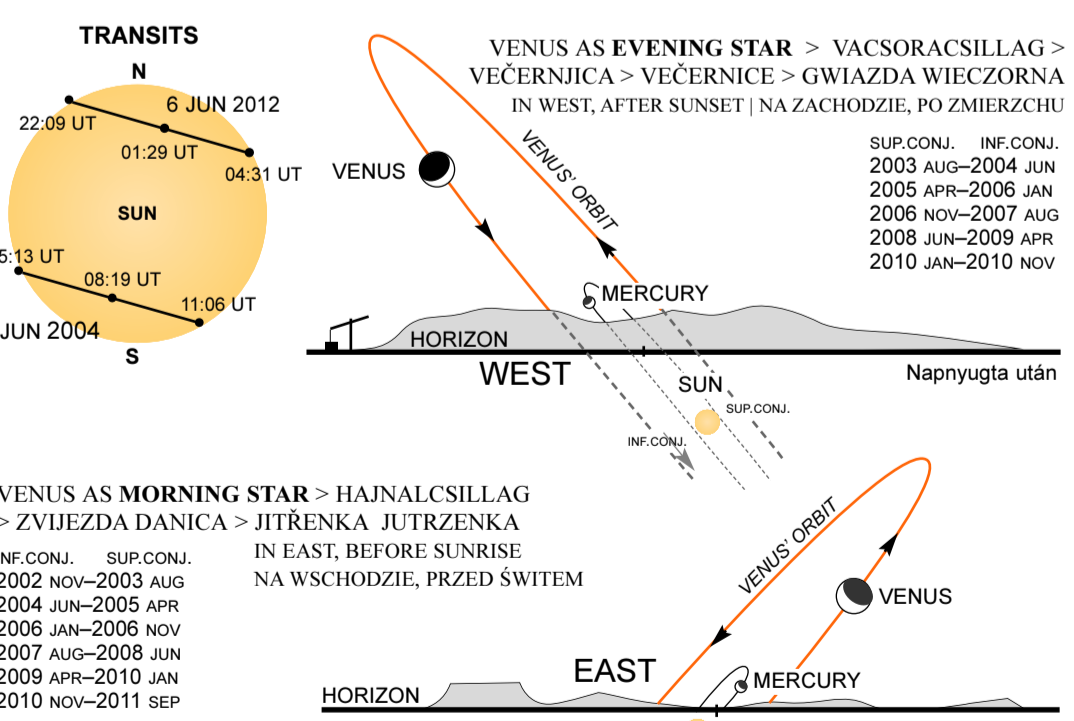 TRANSITS
N
6 JUN 2012
22:09 UT
01:29 UT
04:31 UT
SUN
5:13 UT
08:19 UT
11:06 UT
JUN 2004
S
VENUS AS EVENING STAR > VACSORACSILLAG >
VEČERNJICA > VEČERNICE > GWIAZDA WIECZORNA
IN WEST, AFTER SUNSET | NA ZACHODZIE, PO ZMIERZCHU
SUP.CONJ. INF.CONJ.
2003 AUG–2004 JUN
2005 APR–2006 JAN
2006 NOV–2007 AUG
2008 JUN–2009 APR
2010 JAN–2010 NOV
VENUS
VENUS' ORBIT
MERCURY
HORIZON
WEST
SUN
SUP.CONJ.
INF.CONJ.
Napnyugta után
VENUS AS MORNING STAR > HAJNALCSILLAG
> ZVIJEZDA DANICA > JITŘENKA JUTRZENKA
IN EAST, BEFORE SUNRISE
NA WSCHODZIE, PRZED ŚWITEM
NF.CONJ. SUP.CONJ.
2002 NOV–2003 AUG
2004 JUN–2005 APR
2006 JAN–2006 NOV
2007 AUG–2008 JUN
2009 APR–2010 JAN
2010 NOV–2011 SEP
VENUS' ORBIT
VENUS
EAST
MERCURY
HORIZON